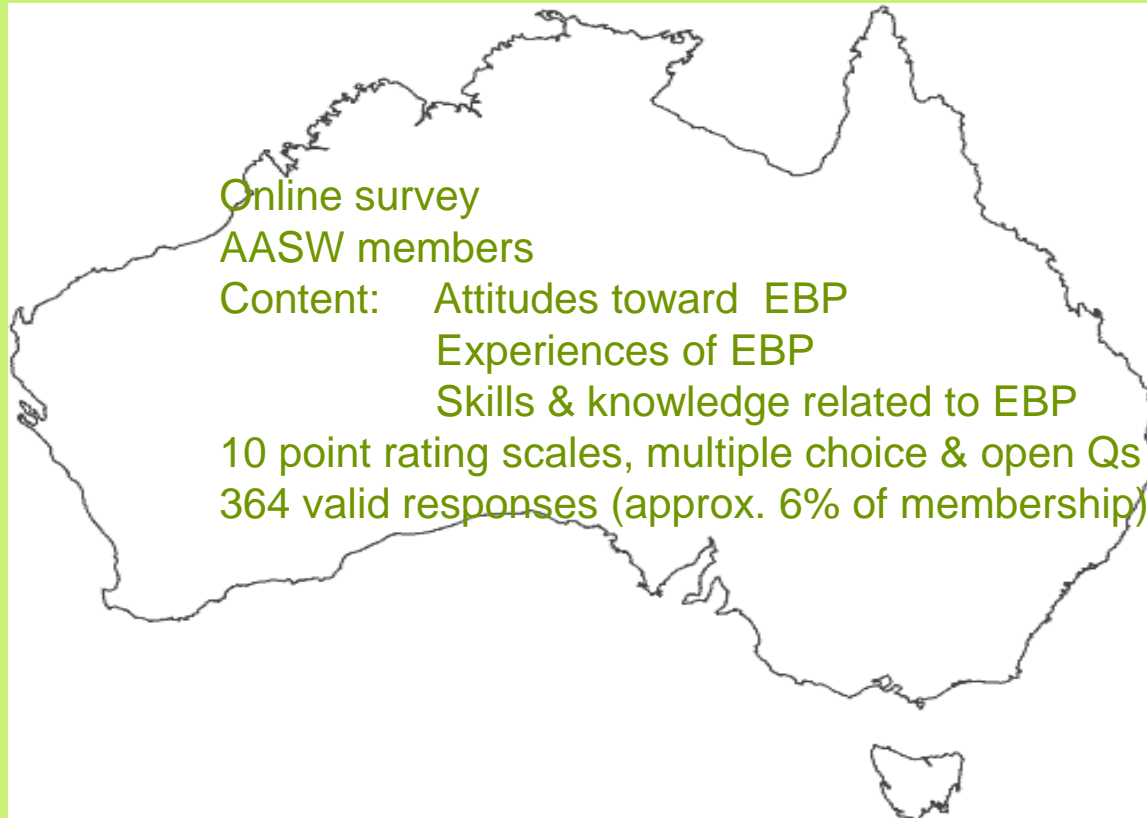 Online survey
AASW members
Content: Attitudes toward EBP
Experiences of EBP
Skills & knowledge related to EBP
10 point rating scales, multiple choice & open Qs
364 valid responses (approx. 6% of membership)